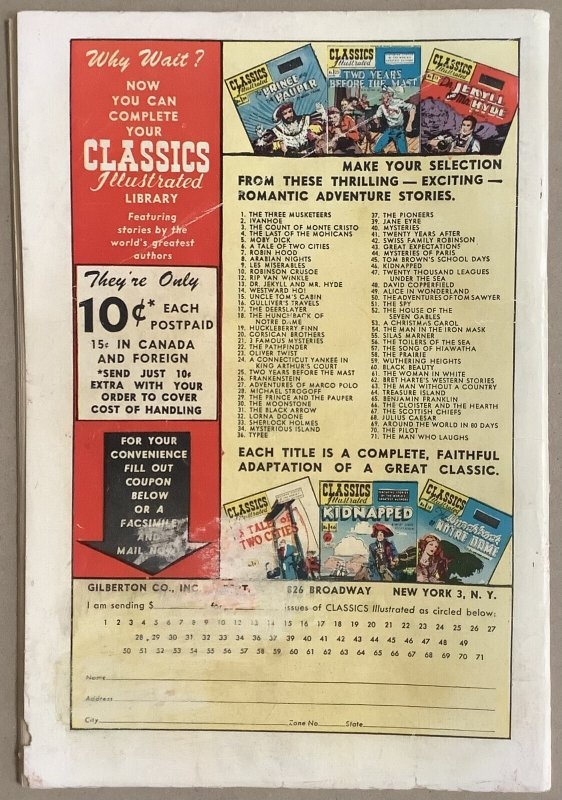 Why Wait?
NOW
YOU CAN
COMPLETE
YOUR
CLASSICS
Illustrated
LIBRARY
Featuring
stories by the
world's greatest
authors
They're Only
10¢* EACH
POSTPAID
15¢ IN CANADA
AND FOREIGN
*SEND JUST 10¢
EXTRA WITH YOUR
ORDER TO COVER
COST OF HANDLING
FOR YOUR
CONVENIENCE
FILL OUT
COUPON
BELOW
OR A
FACSIMILE
AND
MAIL NOW
CLASSICS
Illustrated
PRINCE
PAUPER
CLASSICS
Illustrated
TWO YEARS
BEFORE THE MAST
CLASSICS
Illustrated
Dr. JEKYLL
and Mr. HYDE
MAKE YOUR SELECTION
FROM THESE THRILLING — EXCITING —
ROMANTIC ADVENTURE STORIES.
1. THE THREE MUSKETEERS
2. IVANHOE
3. THE COUNT OF MONTE CRISTO
4. THE LAST OF THE MOHICANS
5. MOBY DICK
6. A TALE OF TWO CITIES
7. ROBIN HOOD
8. ARABIAN NIGHTS
9. LES MISERABLES
10. ROBINSON CRUSOE
12. RIP VAN WINKLE
13. DR. JEKYLL AND MR. HYDE
14. WESTWARD HO!
15. UNCLE TOM'S CABIN
16. GULLIVER'S TRAVELS
17. THE DEERSLAYER
18. THE HUNCHBACK OF
NOTRE DAME
19. HUCKLEBERRY FINN
20. CORSICAN BROTHERS
21. 3 FAMOUS MYSTERIES
22. THE PATHFINDER
23. OLIVER TWIST
24. A CONNECTICUT YANKEE IN
KING ARTHUR'S COURT
25. TWO YEARS BEFORE THE MAST
26. FRANKENSTEIN
27. ADVENTURES OF MARCO POLO
28. MICHAEL STROGOFF
29. THE PRINCE AND THE PAUPER
30. THE MOONSTONE
31. THE BLACK ARROW
32. LORNA DOONE
33. SHERLOCK HOLMES
34. MYSTERIOUS ISLAND
36. TYPEE
37. THE PIONEERS
39. JANE EYRE
40. MYSTERIES
41. TWENTY YEARS AFTER
42. SWISS FAMILY ROBINSON
43. GREAT EXPECTATIONS
44. MYSTERIES OF PARIS
45. TOM BROWN'S SCHOOL DAYS
46. KIDNAPPED
47. TWENTY THOUSAND LEAGUES
UNDER THE SEA
48. DAVID COPPERFIELD
49. ALICE IN WONDERLAND
50. THE ADVENTURES OF TOM SAWYER
51. THE SPY
52. THE HOUSE OF THE
SEVEN GABLES
53. A CHRISTMAS CAROL
54. THE MAN IN THE IRON MASK
55. SILAS MARNER
56. THE TOILERS OF THE SEA
57. THE SONG OF HIAWATHA
58. THE PRAIRIE
59. WUTHERING HEIGHTS
60. BLACK BEAUTY
61. THE WOMAN IN WHITE
62. BRET HARTE'S WESTERN STORIES
63. THE MAN WITHOUT A COUNTRY
64. TREASURE ISLAND
65. BENJAMIN FRANKLIN
66. THE CLOISTER AND THE HEARTH
67. THE SCOTTISH CHIEFS
68. JULIUS CAESAR
69. AROUND THE WORLD IN 80 DAYS
70. THE PILOT
71. THE MAN WHO LAUGHS
EACH TITLE IS A COMPLETE, FAITHFUL
ADAPTATION OF A GREAT CLASSIC.
CLASSICS
Illustrated
A TALE OF
TWO CITIES
CLASSICS
Illustrated
KIDNAPPED
CLASSICS
Illustrated
Hunchback
of NOTRE DAME
GILBERTON CO., INC. 826 BROADWAY NEW YORK 3, N. Y.
I am sending $ issues of CLASSICS Illustrated as circled below:
1 2 3 4 5 6 7 8 9 10 12 13 14 15 16 17 18 19 20 21 22 23 24 25 26 27
28 29 30 31 32 33 34 36 37 39 40 41 42 43 44 45 46 47 48 49
50 51 52 53 54 55 56 57 58 59 60 61 62 63 64 65 66 67 68 69 70 71
Name
Address
City Zone No. State